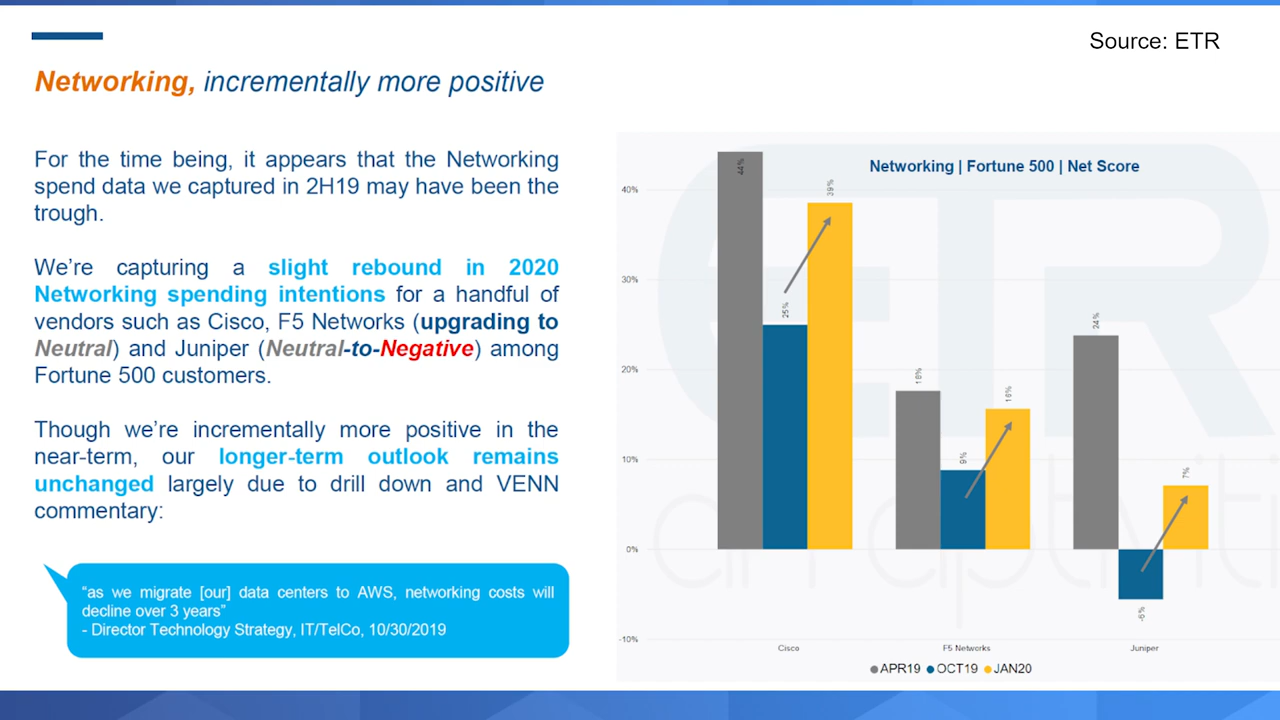 Source: ETR
Networking, incrementally more positive
For the time being, it appears that the Networking
spend data we captured in 2H19 may have been the
trough.
We're capturing a slight rebound in 2020
Networking spending intentions for a handful of
vendors such as Cisco, F5 Networks (upgrading to
Neutral) and Juniper (Neutral-to-Negative) among
Fortune 500 customers.
Though we're incrementally more positive in the
near-term, our longer-term outlook remains
unchanged largely due to drill down and VENN
commentary:
"as we migrate [our] data centers to AWS, networking costs will
decline over 3 years"
- Director Technology Strategy, IT/TelCo, 10/30/2019
Networking | Fortune 500 | Net Score
40%
30%
20%
10%
0%
-10%
44%
25%
39%
18%
9%
16%
24%
7%
Cisco
F5 Networks
Juniper
APR19 OCT19 JAN20
ETR